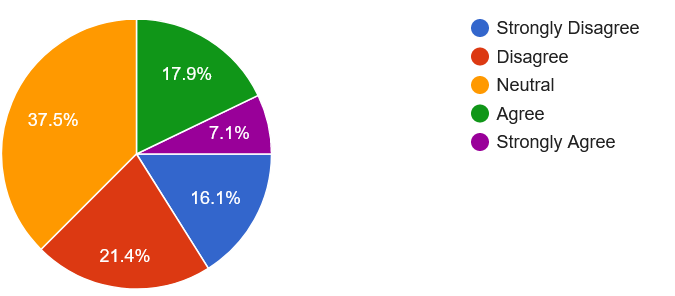 Strongly Disagree
Disagree
Neutral
Agree
Strongly Agree
17.9%
37.5%
7.1%
16.1%
21.4%